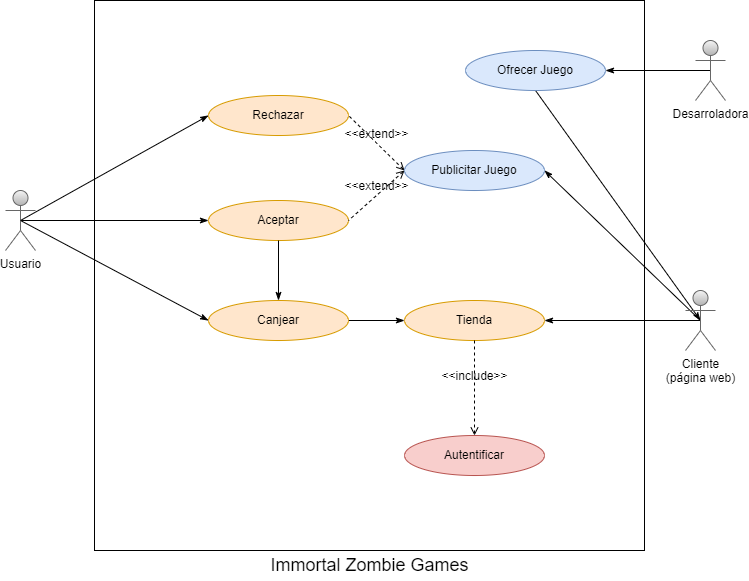 Ofrecer Juego
Desarroladora
Rechazar
<<extend>>
Publicitar Juego
<<extend>>
Aceptar
Usuario
Canjear
Tienda
Cliente
(página web)
<<include>>
Autentificar
Immortal Zombie Games